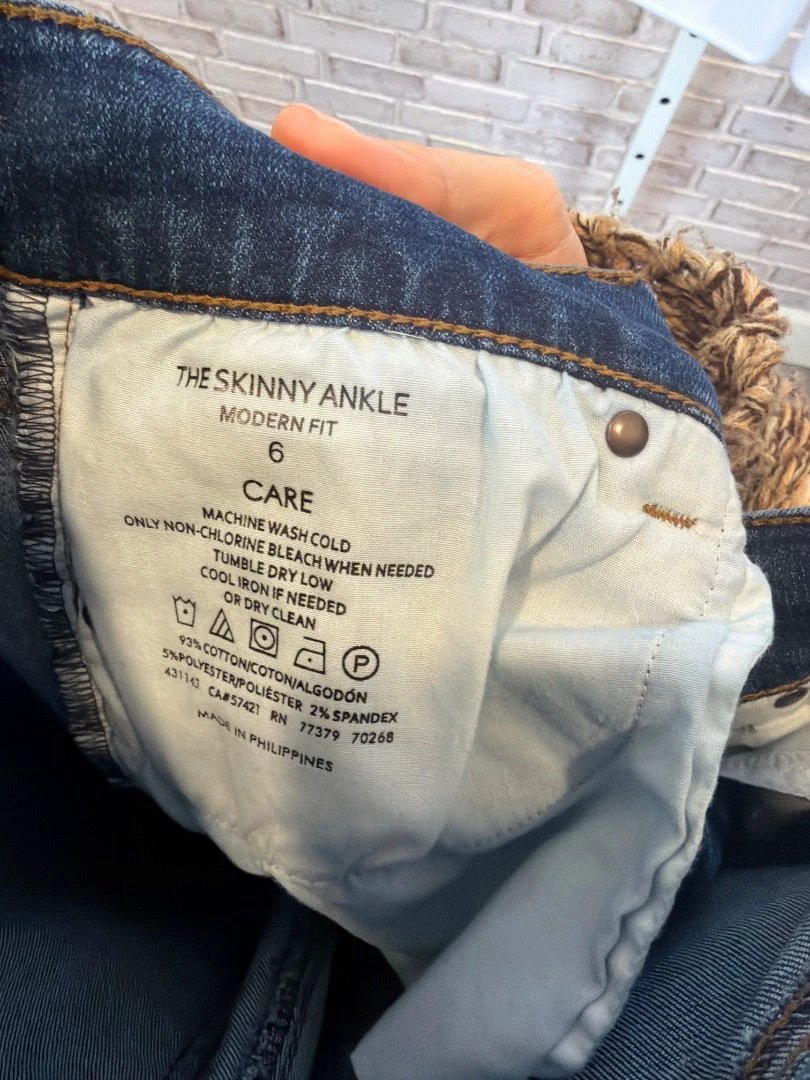 THE SKINNY ANKLE
MODERN FIT
6
CARE
MACHINE WASH COLD
ONLY NON-CHLORINE BLEACH WHEN NEEDED
TUMBLE DRY LOW
COOL IRON IF NEEDED
OR DRY CLEAN
P
93% COTTON/COTON/ALGODÓN
5%POLYESTER/POLIÉSTER 2% SPANDEX
431143 CA#57421 RN 77379 70268
MADE IN PHILIPPINES